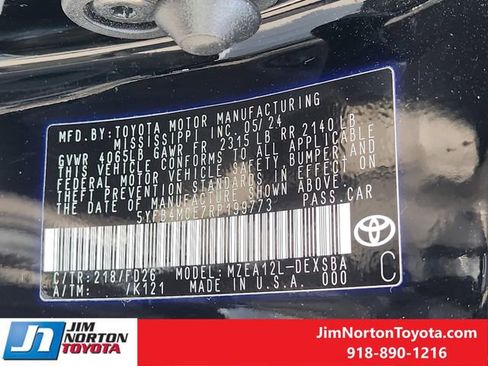 MFD.BY:TOYOTA MOTOR MANUFACTURING
MISSISSIPPI INC. 05/24
GVWR 4065LB GAWR FR 2315 LB RR 2140 LB
THIS VEHICLE CONFORMS TO ALL APPLICABLE
FEDERAL MOTOR VEHICLE SAFETY, BUMPER AND
THEFT PREVENTION STANDARDS IN EFFECT ON
THE DATE OF MANUFACTURE SHOWN ABOVE.
5YFB4MCE7RP199773 PASS.CAR
C/TR:218/FD26 MODEL: MZEA12L-DEXSBA
A/TM: /K121 MADE IN U.S.A. 000
C
JIM
NORTON
TOYOTA
JimNortonToyota.com
918-890-1216